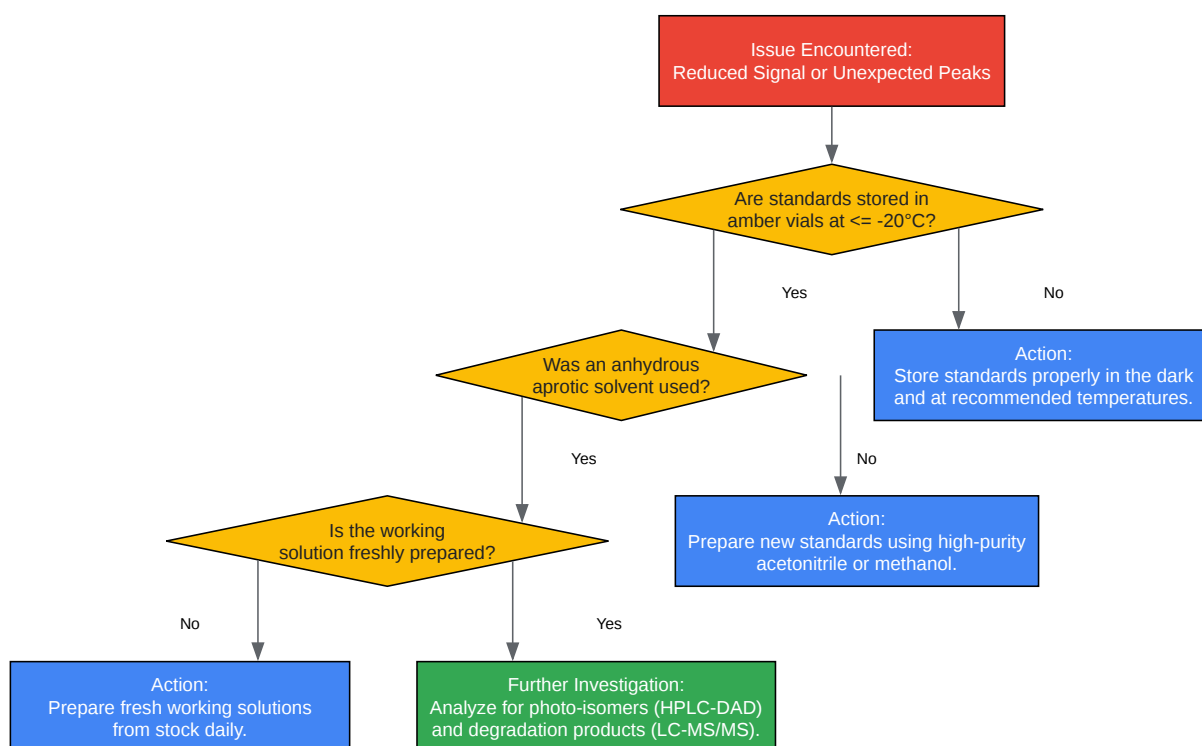 Issue Encountered:
Reduced Signal or Unexpected Peaks
Are standards stored in
amber vials at <= -20°C?
Yes
No
Was an anhydrous
aprotic solvent used?
Action:
Store standards properly in the dark
and at recommended temperatures.
Yes
No
Is the working
solution freshly prepared?
Action:
Prepare new standards using high-purity
acetonitrile or methanol.
No
Yes
Action:
Prepare fresh working solutions
from stock daily.
Further Investigation:
Analyze for photo-isomers (HPLC-DAD)
and degradation products (LC-MS/MS).